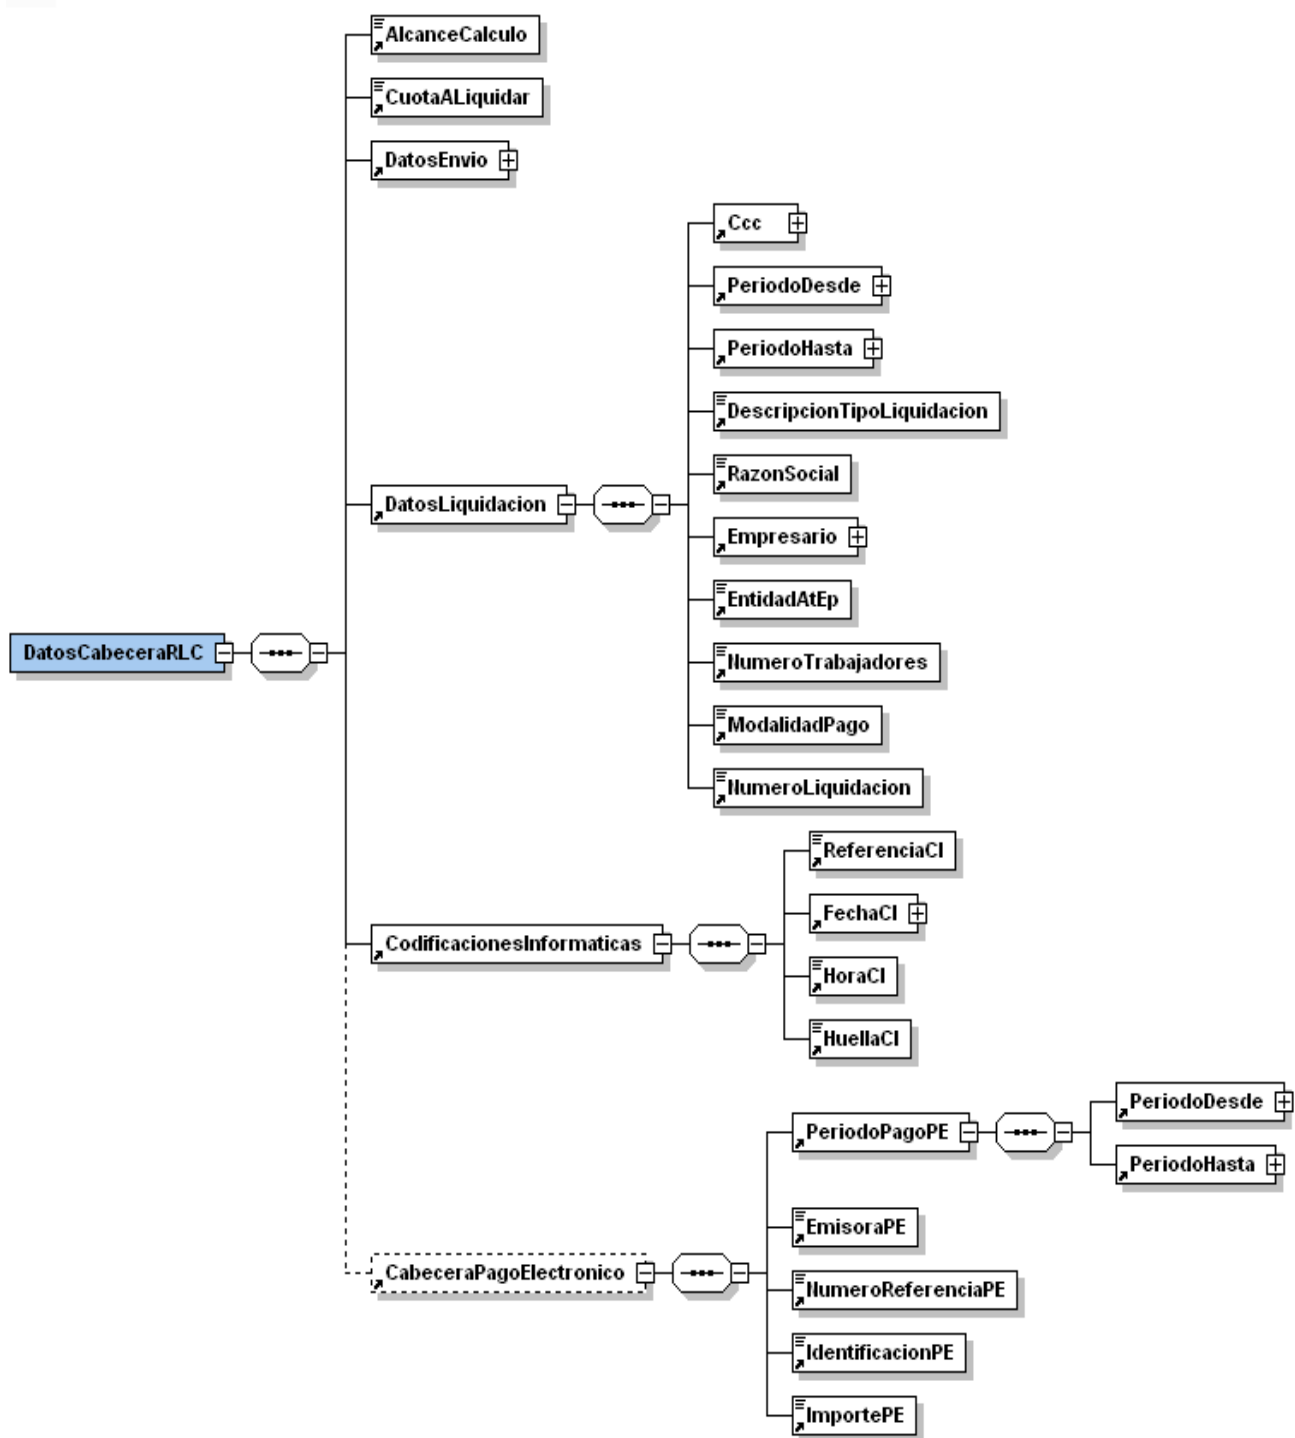 AlcanceCalculo
CuotaALiquidar
DatosEnvio
Ccc
PeriodoDesde
PeriodoHasta
DescripcionTipoLiquidacion
RazonSocial
DatosLiquidacion
Empresario
EntidadAtEp
DatosCabeceraRLC
NumeroTrabajadores
ModalidadPago
NumeroLiquidacion
ReferenciaCI
FechaCI
CodificacionesInformaticas
HoraCI
HuellaCI
PeriodoDesde
PeriodoPagoPE
PeriodoHasta
EmisoraPE
CabeceraPagoElectronico
NumeroReferenciaPE
IdentificacionPE
ImportePE